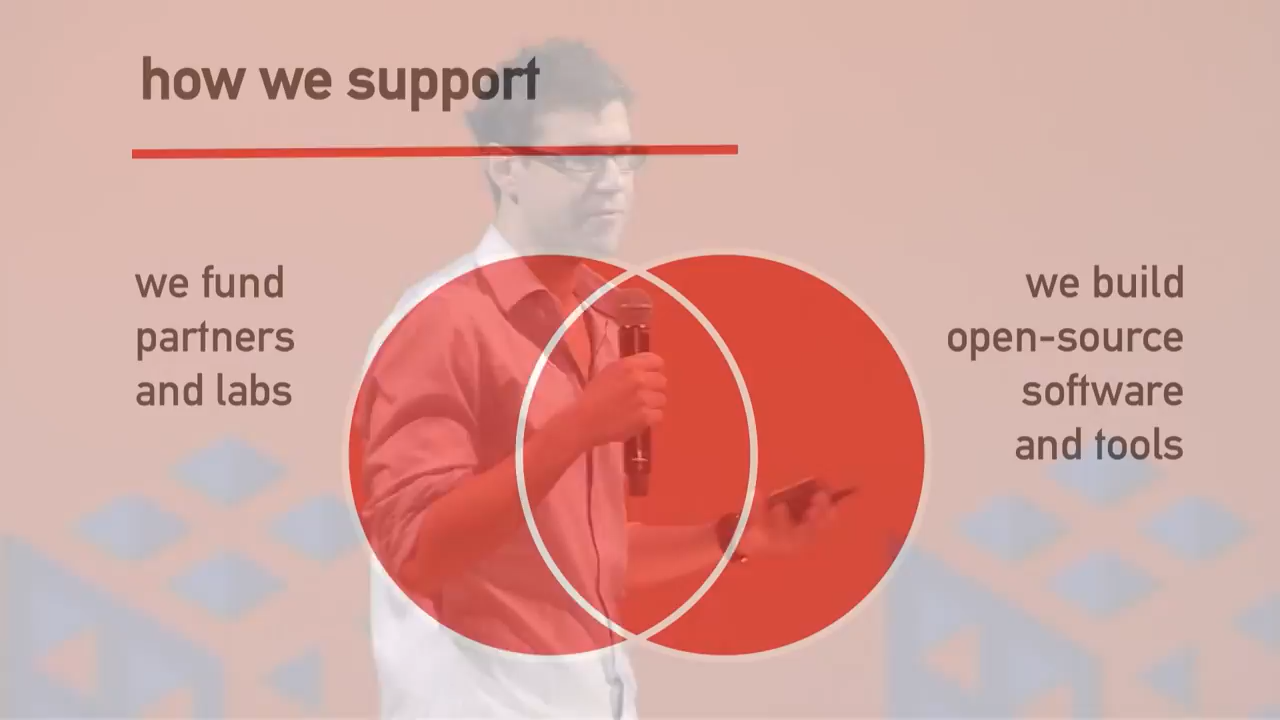 how we support
we fund
partners
and labs
we build
open-source
software
and tools